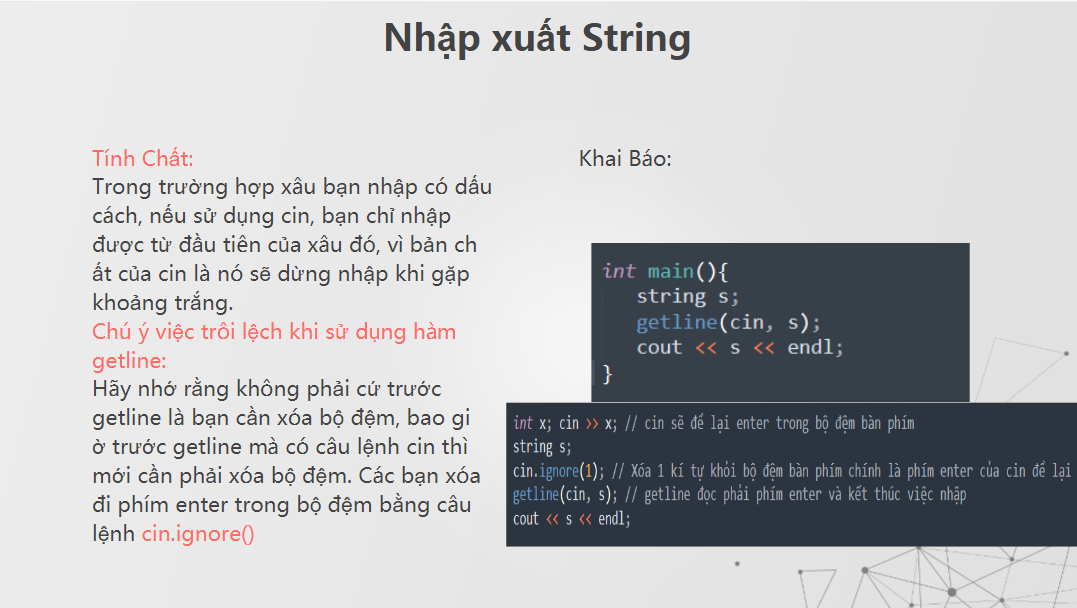 Nhập xuất String
Tính Chất:
Trong trường hợp xâu bạn nhập có dấu
cách, nếu sử dụng cin, bạn chỉ nhập
được từ đầu tiên của xâu đó, vì bản ch
ất của cin là nó sẽ dừng nhập khi gặp
khoảng trắng.
Chú ý việc trôi lệch khi sử dụng hàm
getline:
Hãy nhớ rằng không phải cứ trước
getline là bạn cần xóa bộ đệm, bao gi
ờ trước getline mà có câu lệnh cin thì
mới cần phải xóa bộ đệm. Các bạn xóa
đi phím enter trong bộ đệm bằng câu
lệnh cin.ignore()
Khai Báo:
int main(){
string s;
getline(cin, s);
cout << s << endl;
}
int x; cin >> x; // cin sẽ để lại enter trong bộ đệm bàn phím
string s;
cin.ignore(1); // Xóa 1 kí tự khỏi bộ đệm bàn phím chính là phím enter của cin để lại
getline(cin, s); // getline đọc phải phím enter và kết thúc việc nhập
cout << s << endl;